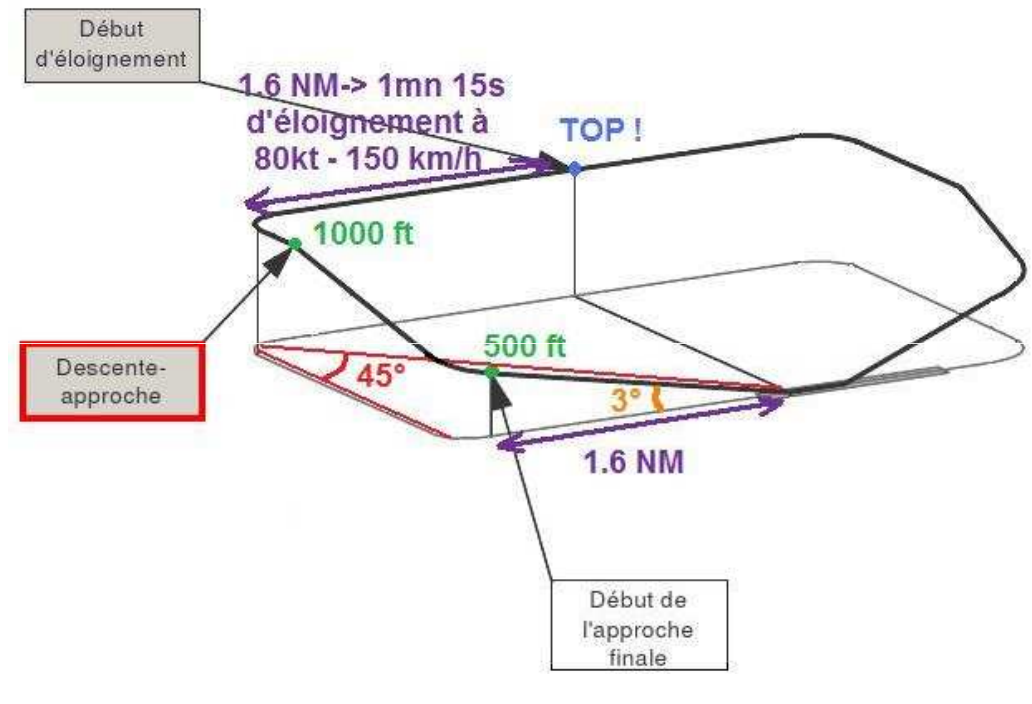 Début
d'éloignement
1.6 NM-> 1mn 15s
d'éloignement à
80kt - 150 km/h
TOP !
1000 ft
Descente-
approche
45°
500 ft
3°
1.6 NM
Début de
l'approche
finale